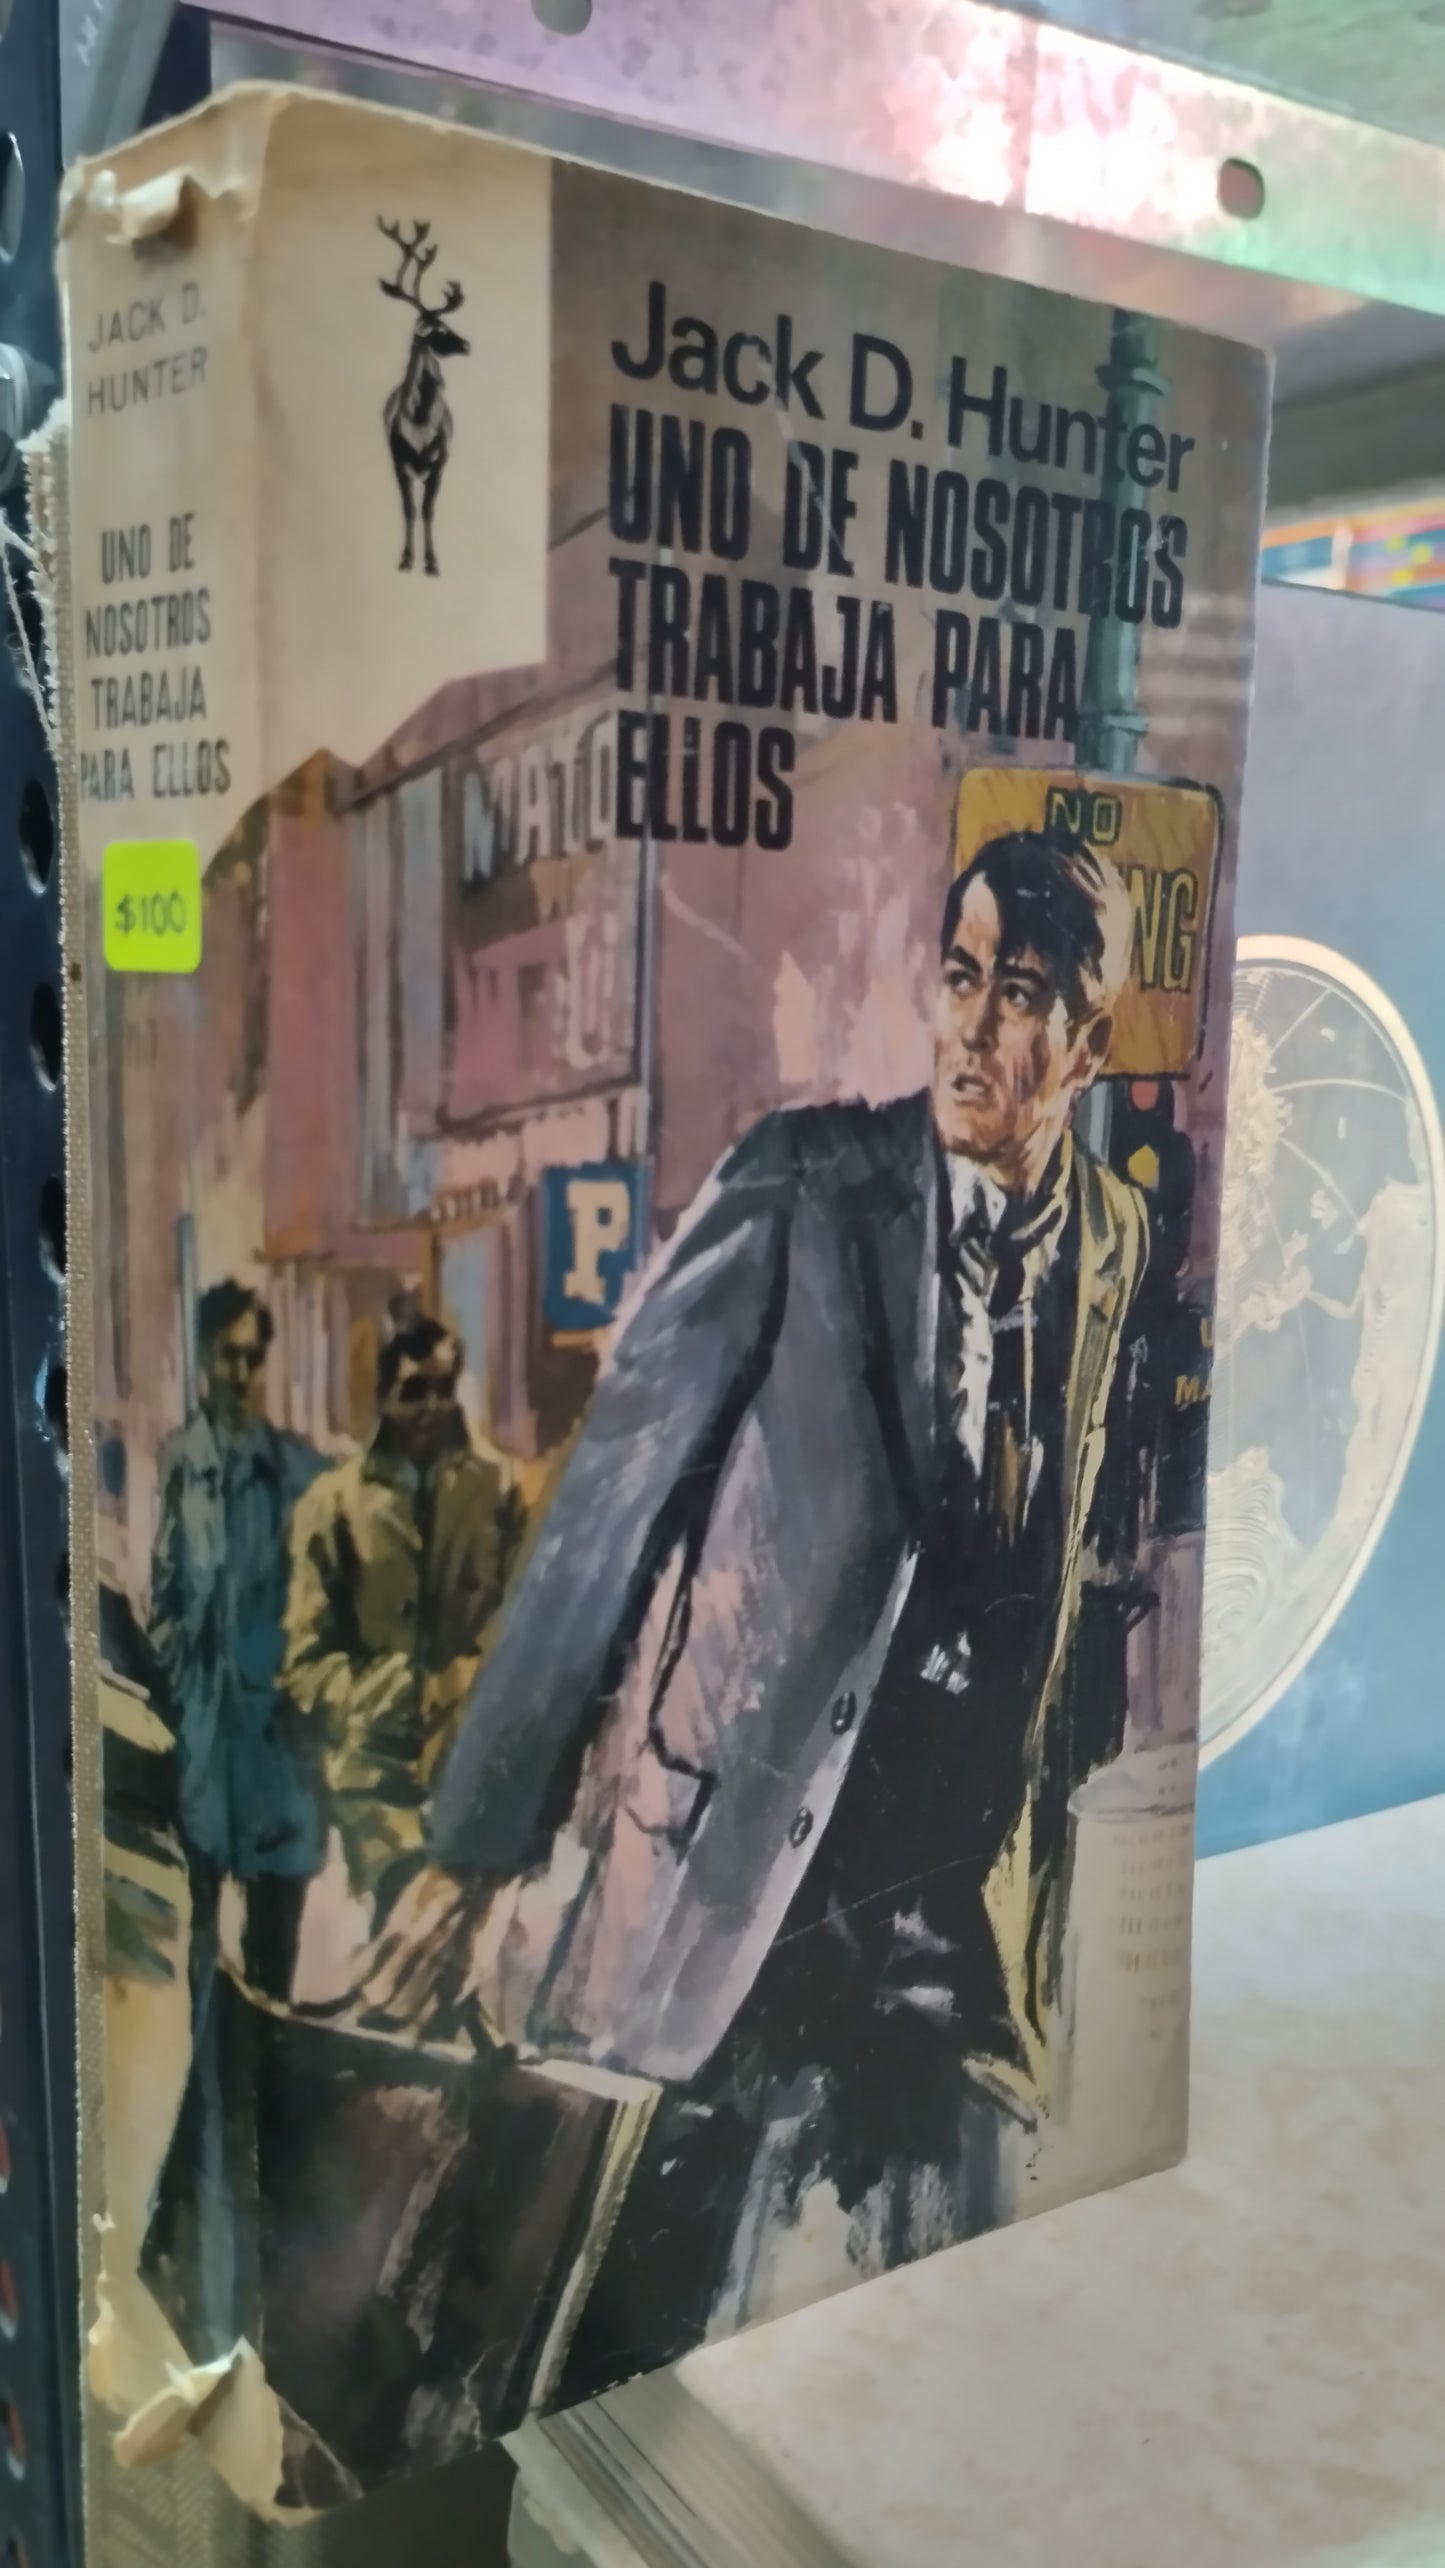 JACK D.
HUNTER
UNO DE
NOSOTROS
TRABAJA
PARA ELLOS
$100
Jack D. Hunter
UNO DE NOSOTROS
TRABAJA PARA
ELLOS
NO
NG
P